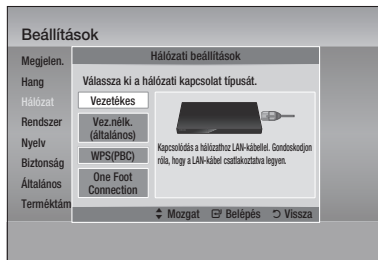 Beállítások
Megjelen.
Hang
Hálózat
Rendszer
Nyelv
Biztonság
Általános
Terméktám
Hálózati beállítások
Válassza ki a hálózati kapcsolat típusát.
Vezetékes
Vez.nélk.
(általános)
WPS(PBC)
One Foot
Connection
Kapcsolódás a hálózathoz LAN-kábellel. Gondoskodjon
róla, hogy a LAN-kábel csatlakoztatva legyen.
Mozgat Belépés Vissza